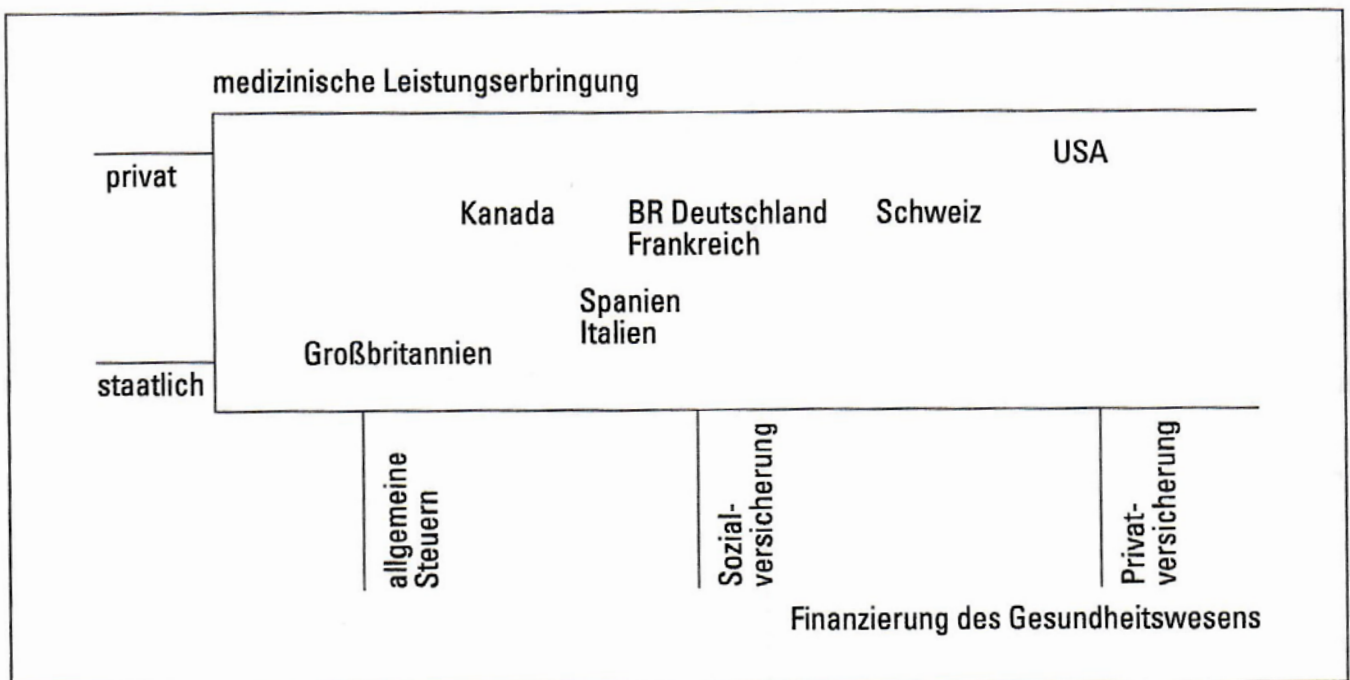 medizinische Leistungserbringung
privat
USA
Kanada
BR Deutschland
Frankreich
Schweiz
Spanien
Italien
Großbritannien
staatlich
allgemeine
Steuern
Sozial-
versicherung
Privat-
versicherung
Finanzierung des Gesundheitswesens